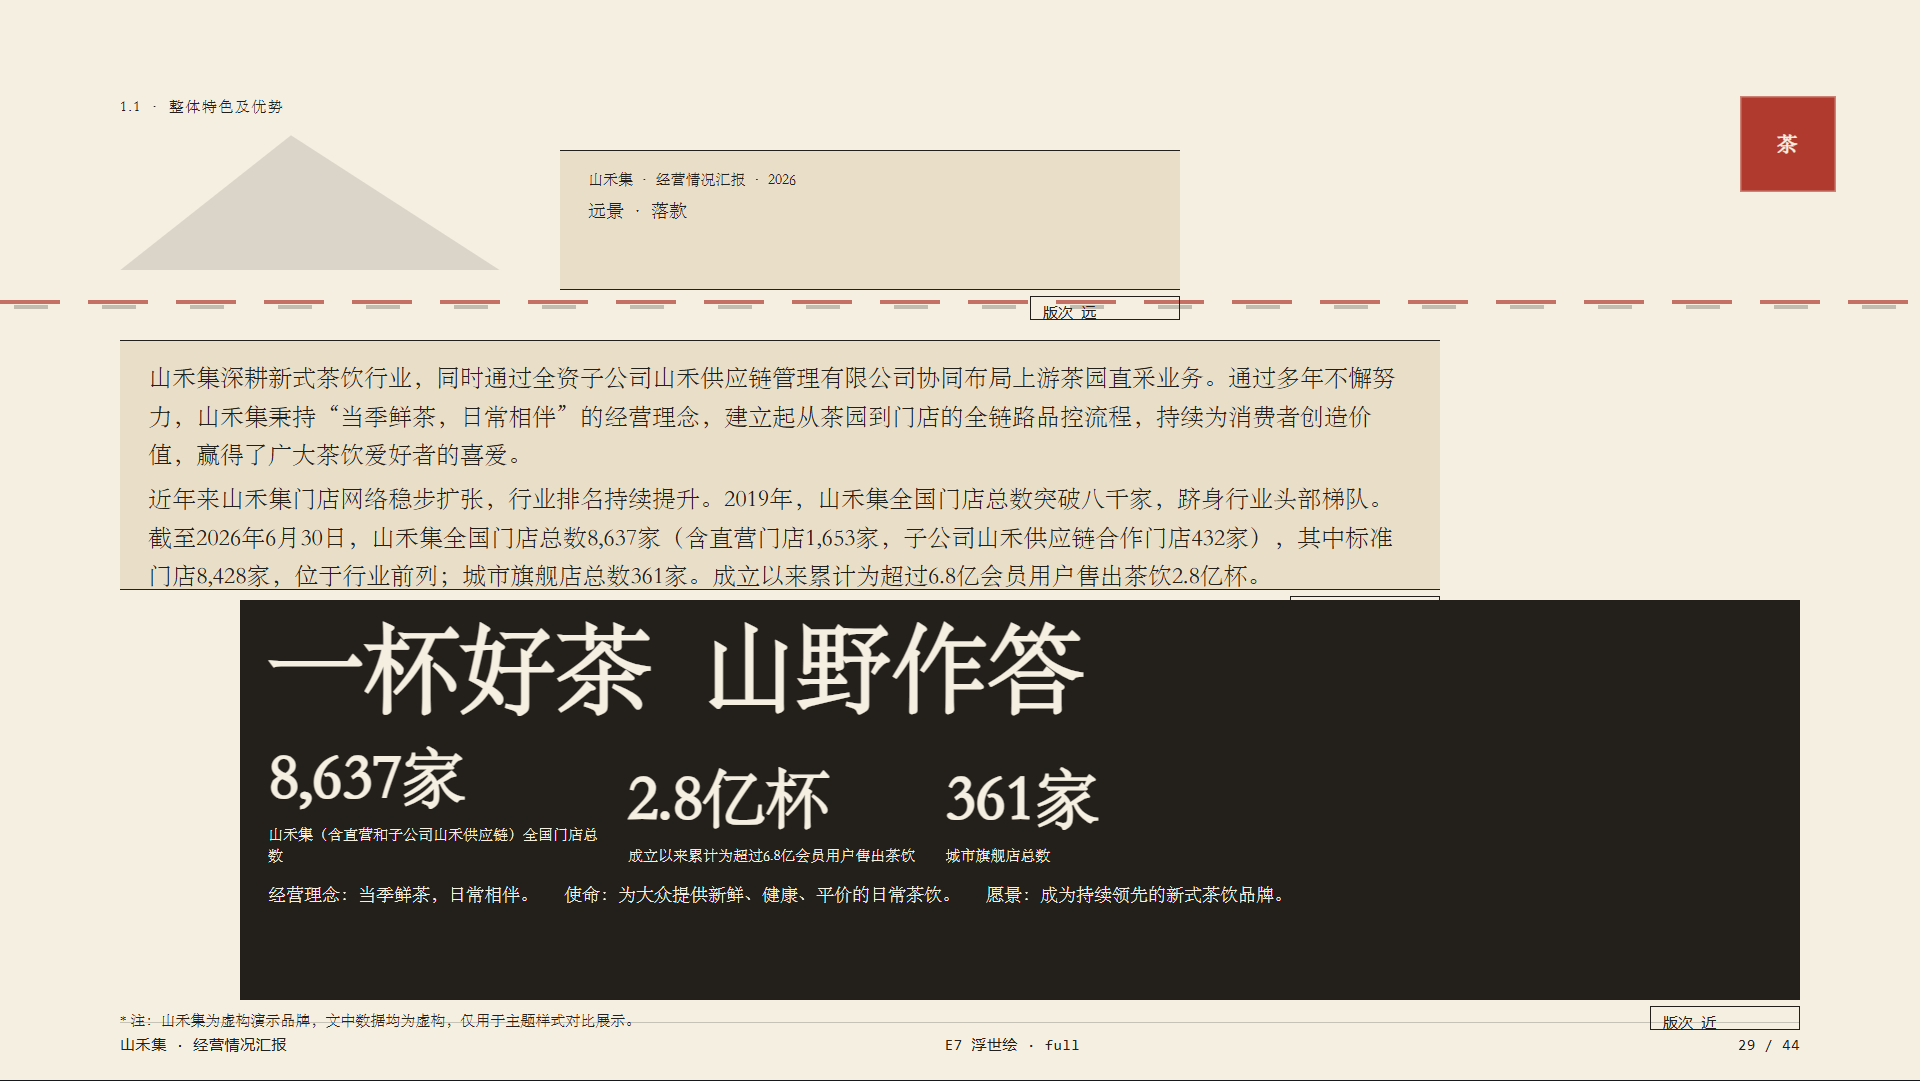 1.1 · 整体特色及优势
茶
山禾集 · 经营情况汇报 · 2026
远景 · 落款
版次 远
山禾集深耕新式茶饮行业，同时通过全资子公司山禾供应链管理有限公司协同布局上游茶园直采业务。通过多年不懈努
力，山禾集秉持“当季鲜茶，日常相伴”的经营理念，建立起从茶园到门店的全链路品控流程，持续为消费者创造价
值，赢得了广大茶饮爱好者的喜爱。
近年来山禾集门店网络稳步扩张，行业排名持续提升。2019年，山禾集全国门店总数突破八千家，跻身行业头部梯队。
截至2026年6月30日，山禾集全国门店总数8,637家（含直营门店1,653家，子公司山禾供应链合作门店432家），其中标准
门店8,428家，位于行业前列；城市旗舰店总数361家。成立以来累计为超过6.8亿会员用户售出茶饮2.8亿杯。
一杯好茶 山野作答
8,637家
山禾集（含直营和子公司山禾供应链）全国门店总
数
2.8亿杯
成立以来累计为超过6.8亿会员用户售出茶饮
361家
城市旗舰店总数
经营理念：当季鲜茶，日常相伴。 使命：为大众提供新鲜、健康、平价的日常茶饮。 愿景：成为持续领先的新式茶饮品牌。
* 注：山禾集为虚构演示品牌，文中数据均为虚构，仅用于主题样式对比展示。
版次 近
山禾集 · 经营情况汇报
E7 浮世绘 · full
29 / 44